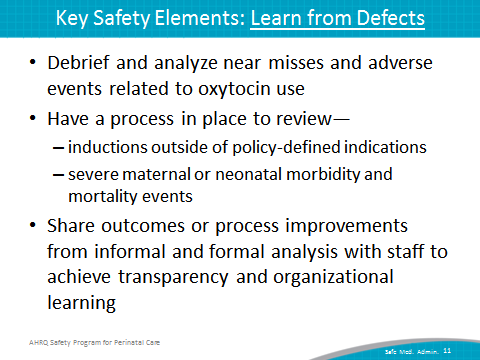 Key Safety Elements: Learn from Defects
• Debrief and analyze near misses and adverse
events related to oxytocin use
• Have a process in place to review—
– inductions outside of policy-defined indications
– severe maternal or neonatal morbidity and
mortality events
• Share outcomes or process improvements
from informal and formal analysis with staff to
achieve transparency and organizational
learning
AHRQ Safety Program for Perinatal Care
Safe Med. Admin. 11